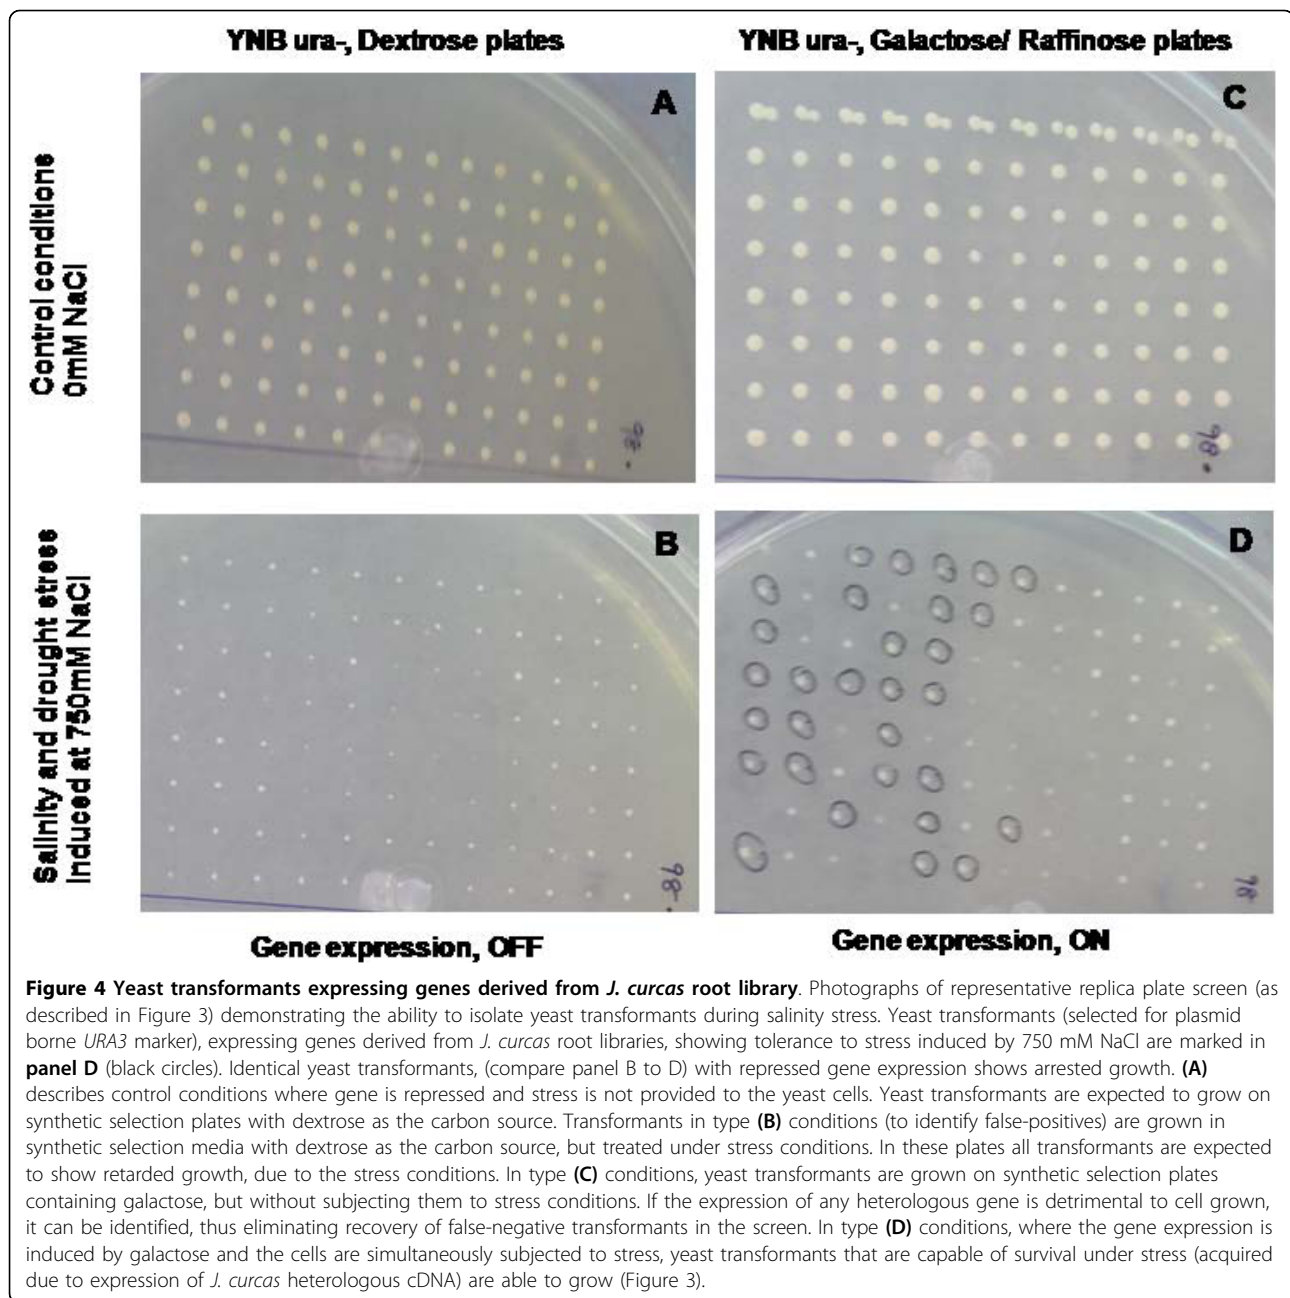 YNB ura-, Dextrose plates
YNB ura-, Galactose/ Raffinose plates
Control conditions
0mM NaCl
A
C
98.
98.
Salinity and drought stress
Induced at 750mM NaCl
B
D
98.
98
Gene expression, OFF
Gene expression, ON
Figure 4 Yeast transformants expressing genes derived from J. curcas root library. Photographs of representative replica plate screen (as
described in Figure 3) demonstrating the ability to isolate yeast transformants during salinity stress. Yeast transformants (selected for plasmid
borne URA3 marker), expressing genes derived from J. curcas root libraries, showing tolerance to stress induced by 750 mM NaCl are marked in
panel D (black circles). Identical yeast transformants, (compare panel B to D) with repressed gene expression shows arrested growth. (A)
describes control conditions where gene is repressed and stress is not provided to the yeast cells. Yeast transformants are expected to grow on
synthetic selection plates with dextrose as the carbon source. Transformants in type (B) conditions (to identify false-positives) are grown in
synthetic selection media with dextrose as the carbon source, but treated under stress conditions. In these plates all transformants are expected
to show retarded growth, due to the stress conditions. In type (C) conditions, yeast transformants are grown on synthetic selection plates
containing galactose, but without subjecting them to stress conditions. If the expression of any heterologous gene is detrimental to cell grown,
it can be identified, thus eliminating recovery of false-negative transformants in the screen. In type (D) conditions, where the gene expression is
induced by galactose and the cells are simultaneously subjected to stress, yeast transformants that are capable of survival under stress (acquired
due to expression of J. curcas heterologous cDNA) are able to grow (Figure 3).